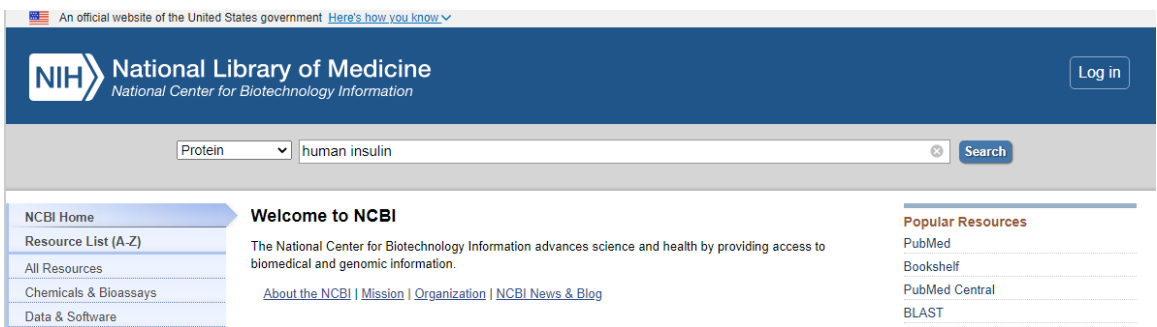 An official website of the United States government Here's how you know
NIH National Library of Medicine
National Center for Biotechnology Information
Log in
Protein human insulin Search
NCBI Home
Resource List (A-Z)
All Resources
Chemicals & Bioassays
Data & Software
Welcome to NCBI
The National Center for Biotechnology Information advances science and health by providing access to
biomedical and genomic information.
About the NCBI | Mission | Organization | NCBI News & Blog
Popular Resources
PubMed
Bookshelf
PubMed Central
BLAST